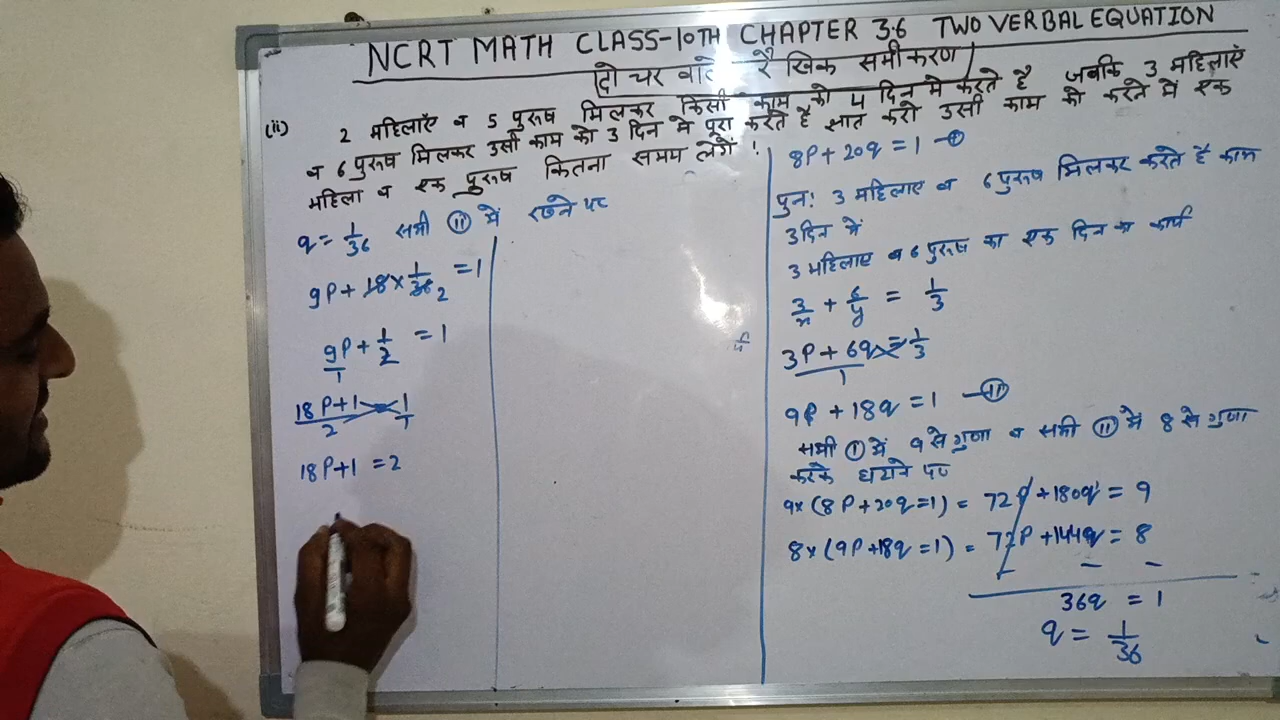 NCRT MATH CLASS-10TH CHAPTER 3.6 TWO VERBAL EQUATION
दो चर वाले रैखिक समीकरण
(ii) 2 महिलाएँ व 5 पुरुष मिलकर किसी काम को 4 दिन मे करते है जबकि 3 महिलाएँ
व 6 पुरुष मिलकर उसी काम को 3 दिन मे पूरा करते है ज्ञात करो उसी काम को करने में एक
महिला व एक पुरुष कितना समय लेगें !
q = 1/36 समी (ii) में रखने पर
9P + 18 × 1/36 2 = 1
9P/1 + 1/2 = 1
18P+1/2 = 1/1
18P+1 = 2
8P + 20q = 1 —(i)
पुनः 3 महिलाए व 6 पुरुष मिलकर करते है काम
3 दिन में
3 महिलाए व 6 पुरुष का एक दिन का कार्य
3/x + 6/y = 1/3
3P + 6q/1 = 1/3
9P + 18q = 1 —(ii)
समी (i) में 9 से गुणा व समी (ii) में 8 से गुणा
करके घटाने पर
9×(8P+20q=1) = 72P + 180q = 9
8×(9P+18q=1) = 72P + 144q = 8
- - -
36q = 1
q = 1/36